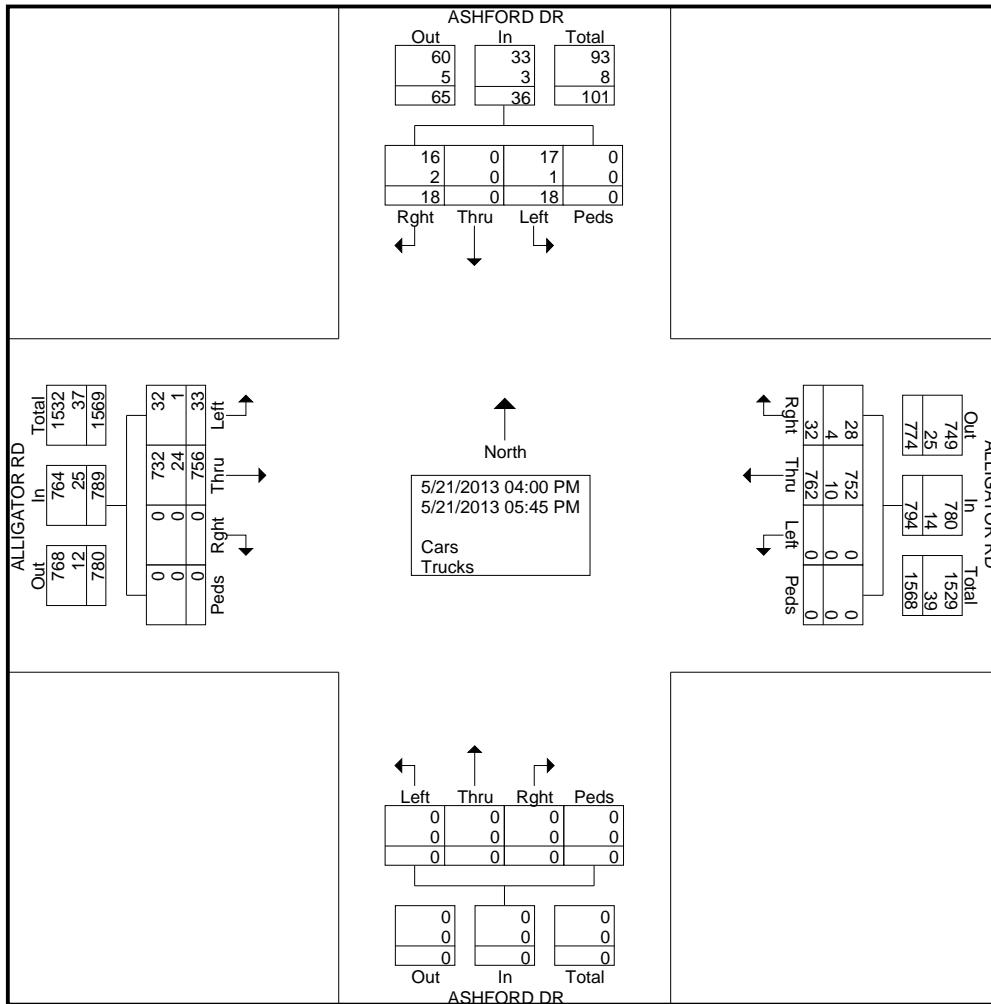 ASHFORD DR
Out In Total
60 33 93
5 3 8
65 36 101
16 0 17 0
2 0 1 0
18 0 18 0
Rght Thru Left Peds
ALLIGATOR RD
Total In Out
1532 764 768
37 25 12
1569 789 780
Left Thru Rght Peds
32 732 0 0
1 24 0 0
33 756 0 0
North
5/21/2013 04:00 PM
5/21/2013 05:45 PM
Cars
Trucks
Rght Thru Left Peds
28 752 0 0
4 10 0 0
32 762 0 0
ALLIGATOR RD
Out In Total
749 780 1529
25 14 39
774 794 1568
Left Thru Rght Peds
0 0 0 0
0 0 0 0
0 0 0 0
0 0 0
0 0 0
0 0 0
Out In Total
ASHFORD DR